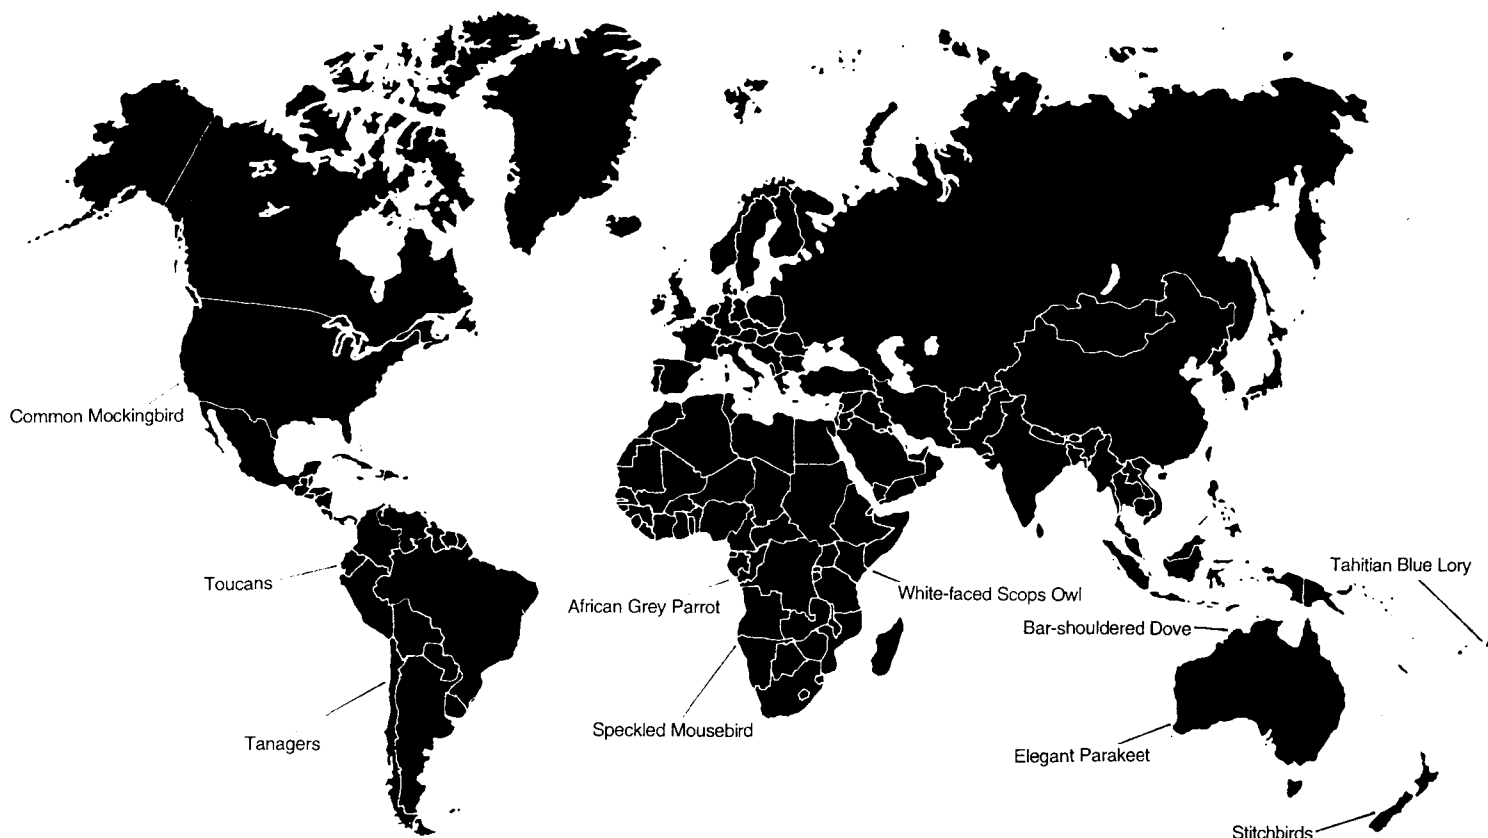 Common Mockingbird
Toucans
Tahitian Blue Lory
African Grey Parrot
White-faced Scops Owl
Bar-shouldered Dove
Speckled Mousebird
Tanagers
Elegant Parakeet
Stitchbirds